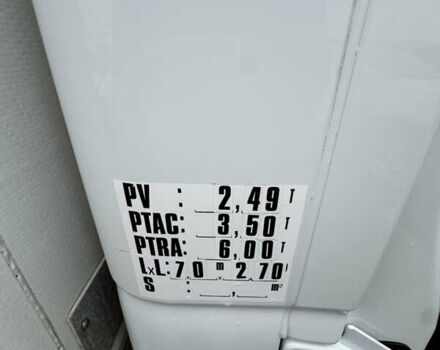 PV : 2,49 T
PTAC: 3,50 T
PTRA: 6,00 T
LxL: 7,0 m x 2,70
S : , m²